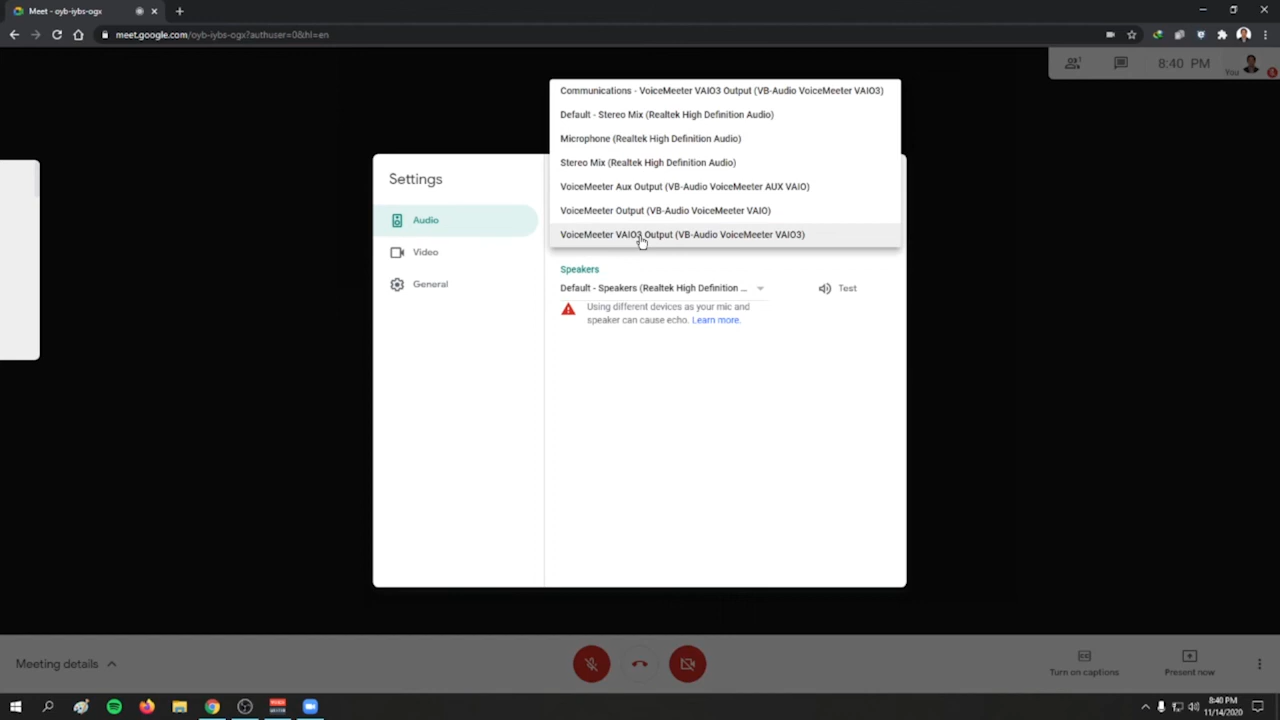 Meet - oyb-iybs-ogx
meet.google.com/oyb-iybs-ogx?authuser=0&hl=en
1
8:40 PM
You
Communications - VoiceMeeter VAIO3 Output (VB-Audio VoiceMeeter VAIO3)
Default - Stereo Mix (Realtek High Definition Audio)
Microphone (Realtek High Definition Audio)
Stereo Mix (Realtek High Definition Audio)
VoiceMeeter Aux Output (VB-Audio VoiceMeeter AUX VAIO)
VoiceMeeter Output (VB-Audio VoiceMeeter VAIO)
VoiceMeeter VAIO3 Output (VB-Audio VoiceMeeter VAIO3)
Settings
Audio
Video
General
Speakers
Default - Speakers (Realtek High Definition ...
Test
Using different devices as your mic and
speaker can cause echo. Learn more.
Meeting details
Turn on captions
Present now
8:40 PM
11/14/2020